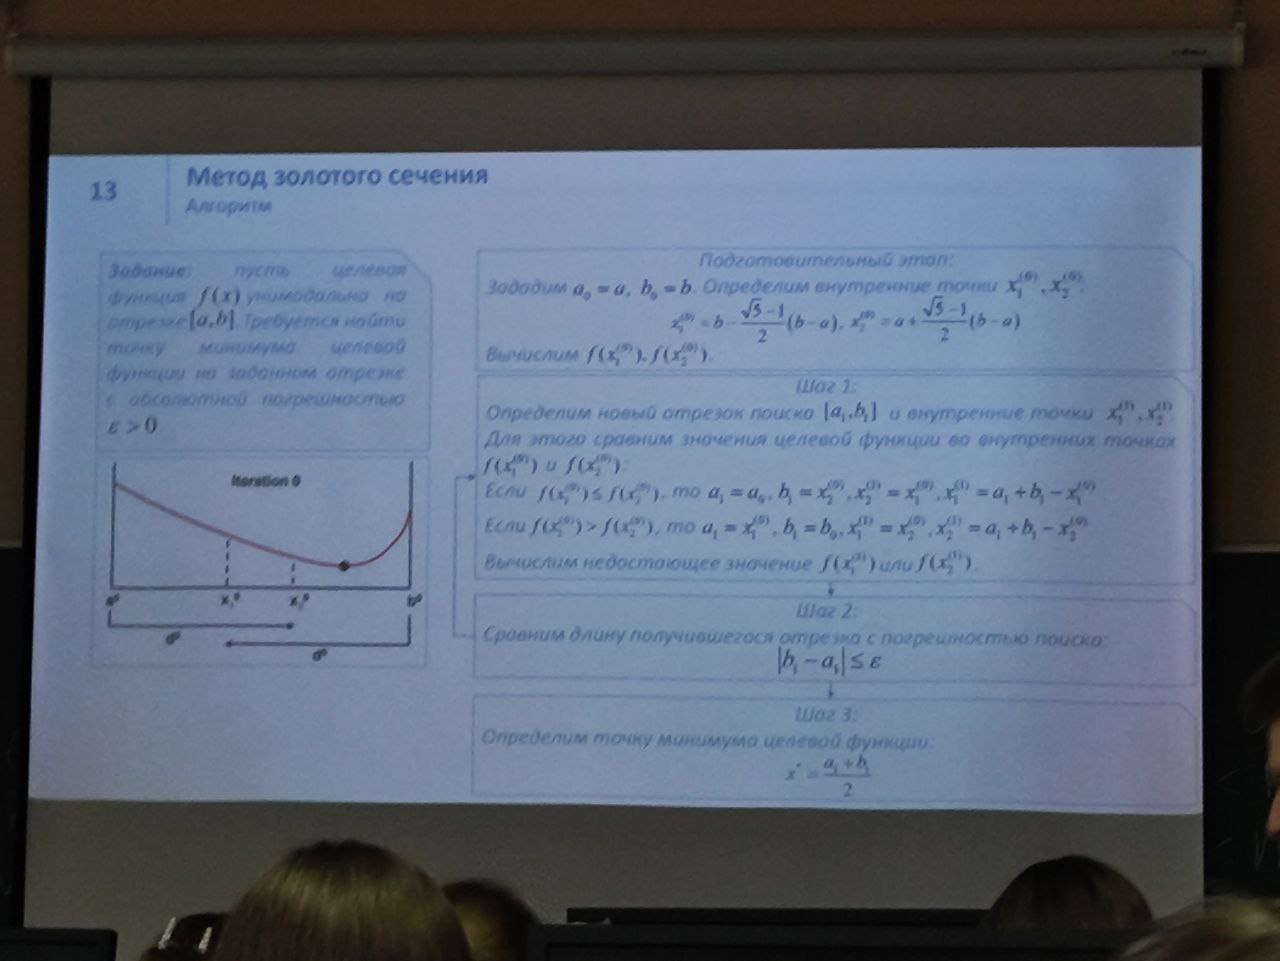 13
Метод золотого сечения
Алгоритм
Задание: пусть целевая
функция f(x) унимодальна на
отрезке [a,b]. Требуется найти
точку минимума целевой
функции на заданном отрезке
с абсолютной погрешностью
ε > 0
Iteration 0
a⁰ x₁⁰ x₂⁰ b⁰
d⁰
d⁰
Подготовительный этап:
Зададим a₀ = a, b₀ = b. Определим внутренние точки x₁⁽⁰⁾, x₂⁽⁰⁾:
x₁⁽⁰⁾ = b − (√5 − 1)/2 (b − a), x₂⁽⁰⁾ = a + (√5 − 1)/2 (b − a)
Вычислим f(x₁⁽⁰⁾), f(x₂⁽⁰⁾).
Шаг 1:
Определим новый отрезок поиска [a₁, b₁] и внутренние точки x₁⁽¹⁾, x₂⁽¹⁾.
Для этого сравним значения целевой функции во внутренних точках
f(x₁⁽⁰⁾) и f(x₂⁽⁰⁾):
Если f(x₁⁽⁰⁾) ≤ f(x₂⁽⁰⁾), то a₁ = a₀, b₁ = x₂⁽⁰⁾, x₂⁽¹⁾ = x₁⁽⁰⁾, x₁⁽¹⁾ = a₁ + b₁ − x₁⁽⁰⁾
Если f(x₁⁽⁰⁾) > f(x₂⁽⁰⁾), то a₁ = x₁⁽⁰⁾, b₁ = b₀, x₁⁽¹⁾ = x₂⁽⁰⁾, x₂⁽¹⁾ = a₁ + b₁ − x₂⁽⁰⁾
Вычислим недостающее значение f(x₁⁽¹⁾) или f(x₂⁽¹⁾).
Шаг 2:
Сравним длину получившегося отрезка с погрешностью поиска:
|b₁ − a₁| ≤ ε
Шаг 3:
Определим точку минимума целевой функции:
x* = (a₁ + b₁)/2